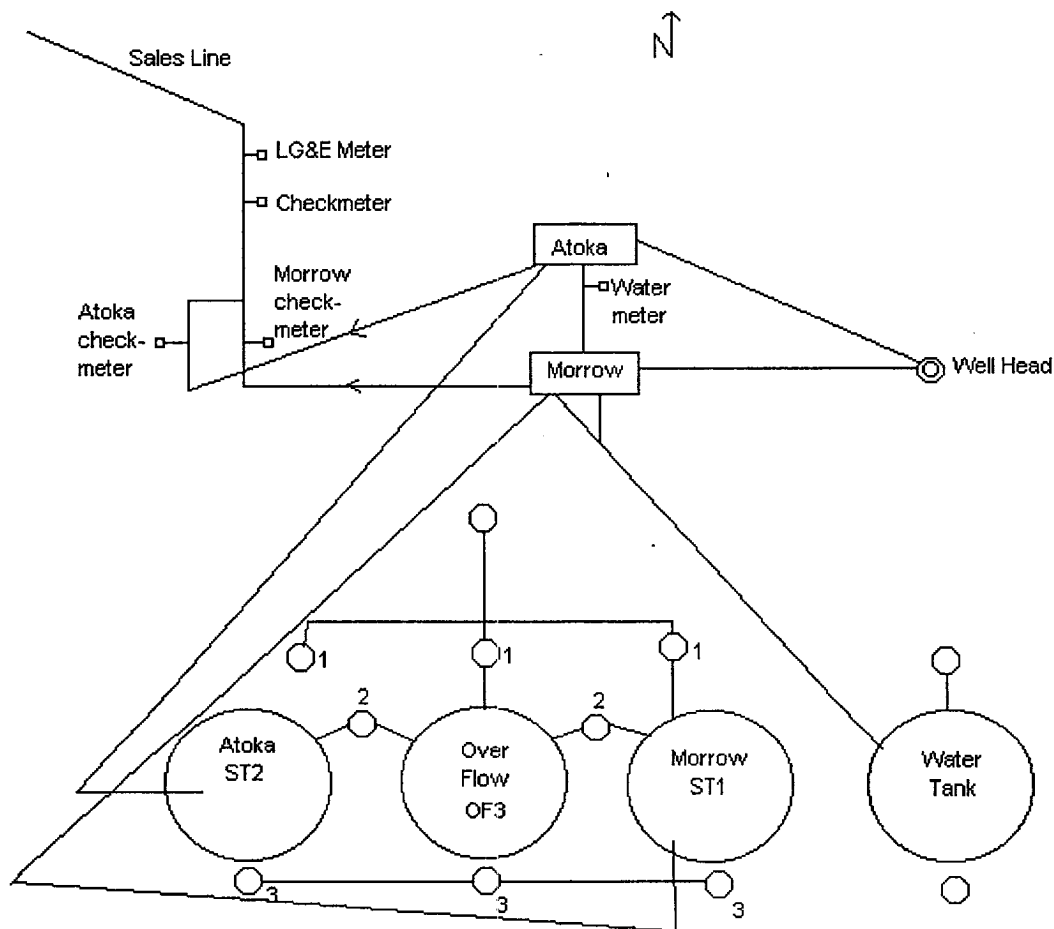 N
Sales Line
LG&E Meter
Checkmeter
Atoka
Morrow
check-
meter
Water
meter
Atoka
check-
meter
Morrow
Well Head
1
1
1
2
2
Atoka
ST2
Over
Flow
OF3
Morrow
ST1
Water
Tank
3
3
3